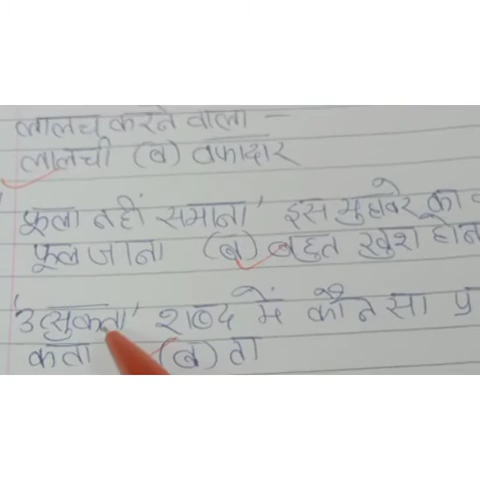 लालच करने वाला –
लालची (ब) वफादार
फूला नहीं समाना' इस मुहावरे का
फूल जाना (ब) बहुत खुश होन
'उत्सुकता' शब्द में कौन सा प्र
कता (ब) ता